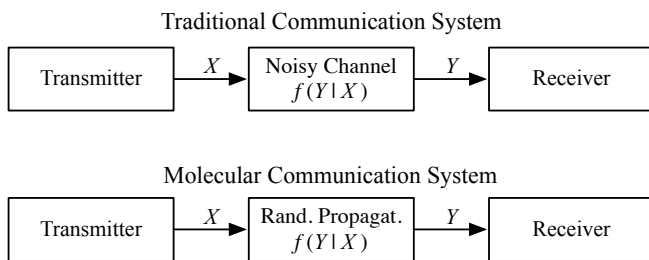 Traditional Communication System
Transmitter
X
Noisy Channel
f(Y|X)
Y
Receiver
Molecular Communication System
Transmitter
X
Rand. Propagat.
f(Y|X)
Y
Receiver